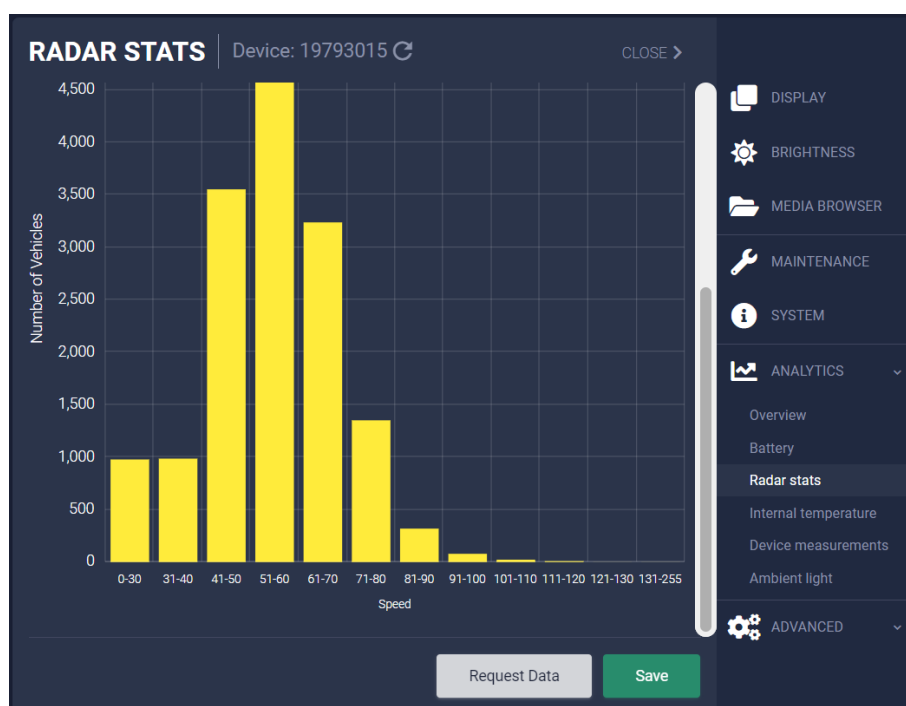 RADAR STATS
Device: 19793015
CLOSE
4,500
4,000
3,500
3,000
2,500
2,000
1,500
1,000
500
0
Number of Vehicles
0-30 31-40 41-50 51-60 61-70 71-80 81-90 91-100 101-110 111-120 121-130 131-255
Speed
Request Data
Save
DISPLAY
BRIGHTNESS
MEDIA BROWSER
MAINTENANCE
SYSTEM
ANALYTICS
Overview
Battery
Radar stats
Internal temperature
Device measurements
Ambient light
ADVANCED